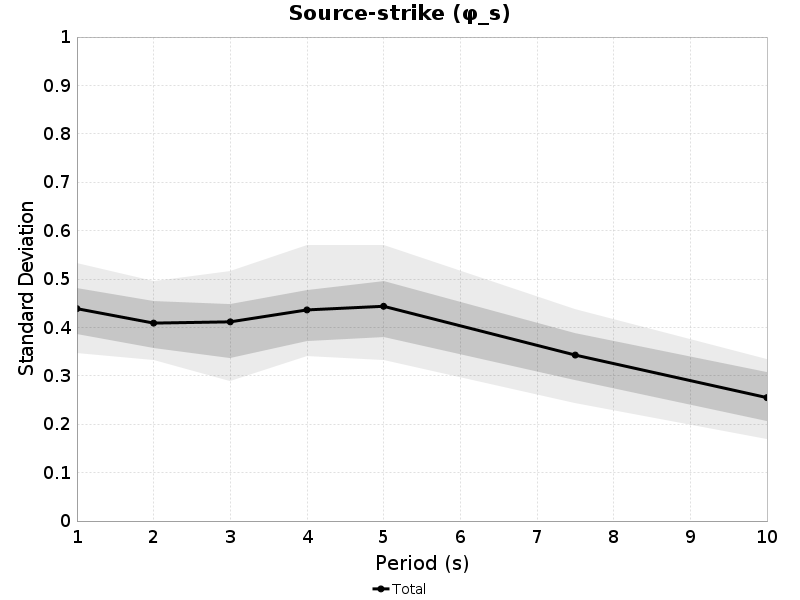 Source-strike (φ_s)
1
0.9
0.8
0.7
0.6
0.5
0.4
0.3
0.2
0.1
0
Standard Deviation
1 2 3 4 5 6 7 8 9 10
Period (s)
Total